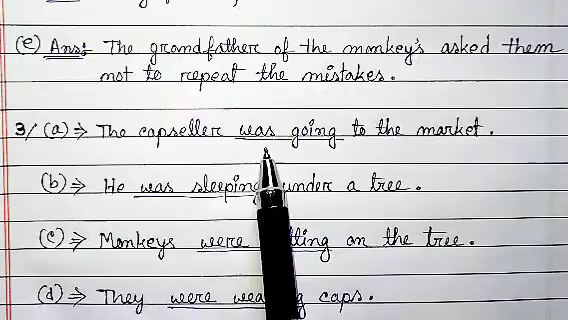 (e) Ans: The grandfather of the monkey's asked them
not to repeat the mistakes.
3/ (a) ⇒ The capseller was going to the market.
(b) ⇒ He was sleeping under a tree.
(c) ⇒ Monkeys were on the tree.
(d) ⇒ They were caps.